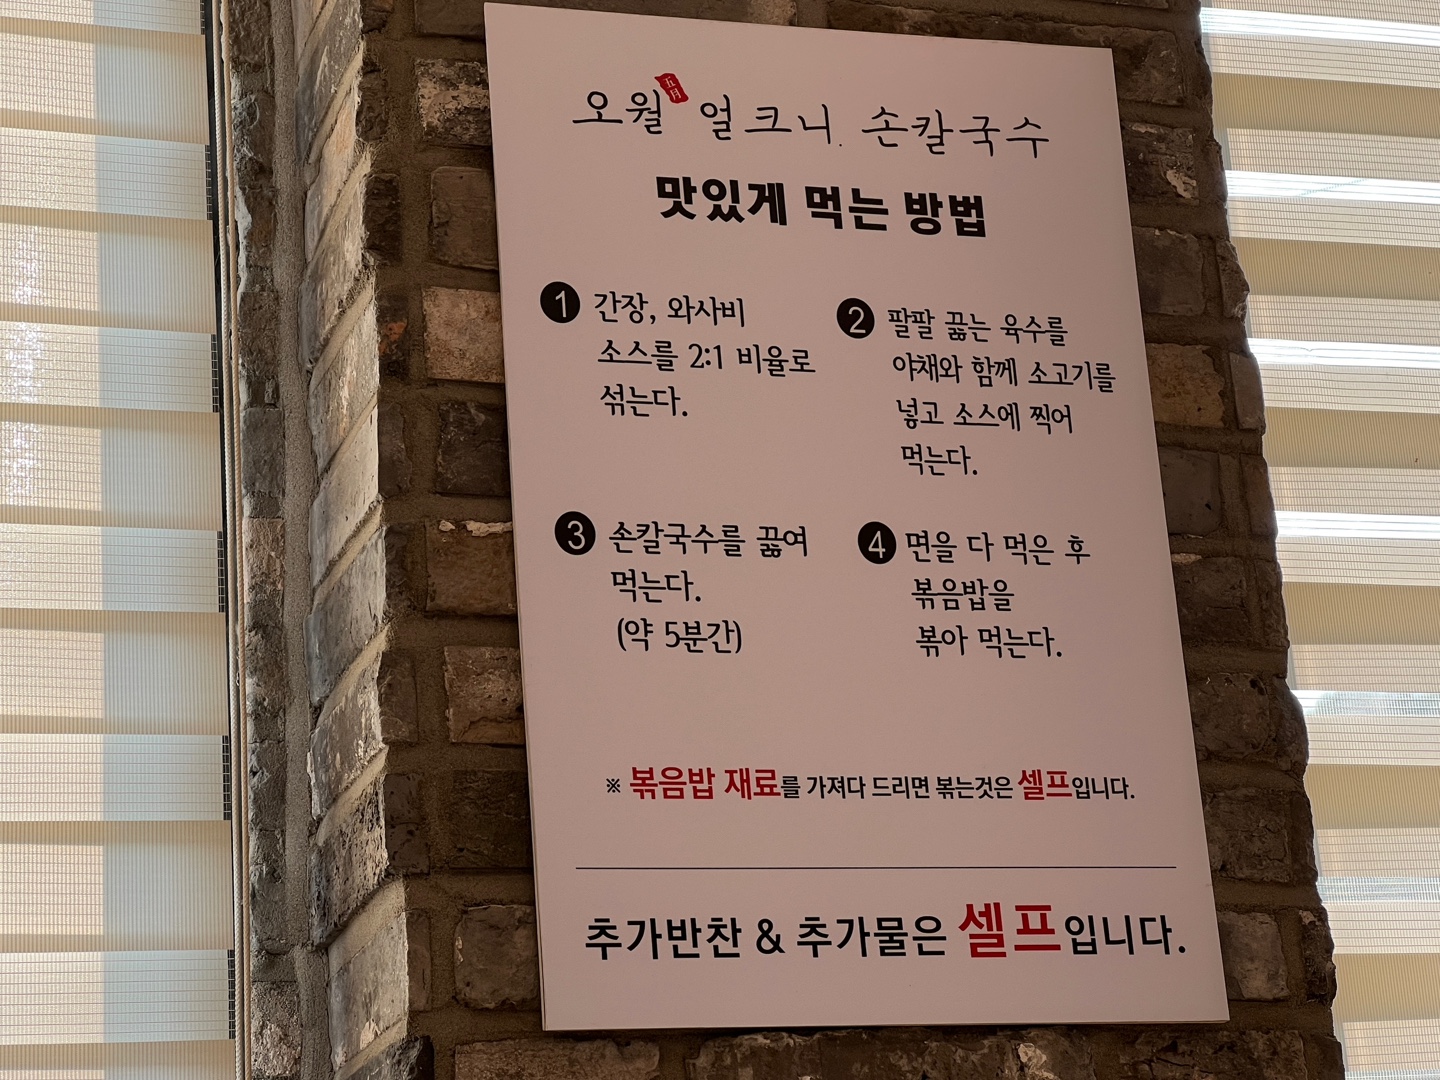 오월 五月 얼크니 손칼국수
맛있게 먹는 방법
1 간장, 와사비
소스를 2:1 비율로
섞는다.
2 팔팔 끓는 육수를
야채와 함께 소고기를
넣고 소스에 찍어
먹는다.
3 손칼국수를 끓여
먹는다.
(약 5분간)
4 면을 다 먹은 후
볶음밥을
볶아 먹는다.
※ 볶음밥 재료를 가져다 드리면 볶는것은 셀프입니다.
추가반찬 & 추가물은 셀프입니다.